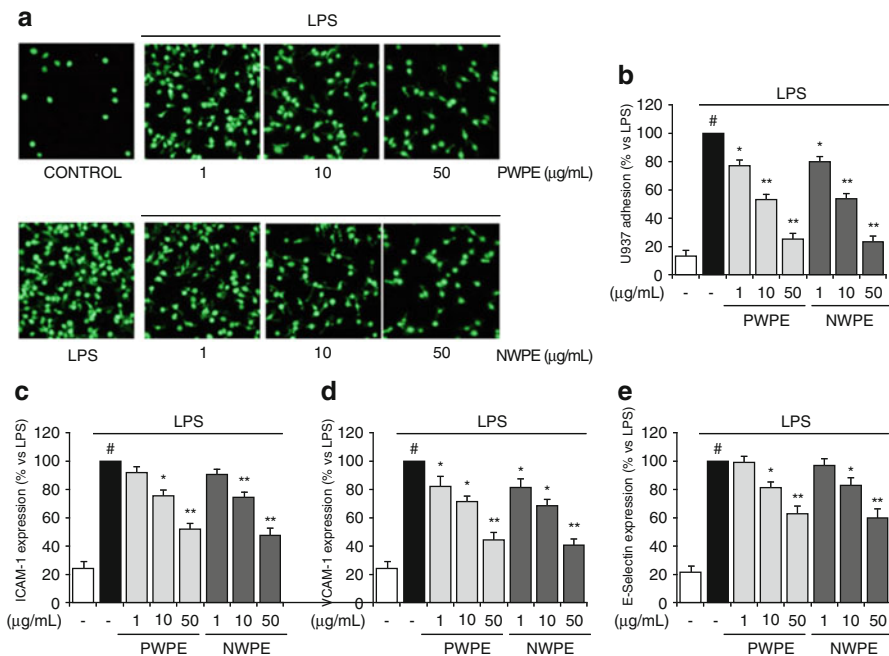 a
LPS
CONTROL 1 10 50 PWPE (μg/mL)
LPS 1 10 50 NWPE (μg/mL)
b
LPS
U937 adhesion (% vs LPS)
120
100
80
60
40
20
0
# * ** ** * ** **
(μg/mL) - - 1 10 50 1 10 50
PWPE NWPE
c
LPS
ICAM-1 expression (% vs LPS)
120
100
80
60
40
20
0
# * ** ** **
(μg/mL) - - 1 10 50 1 10 50
PWPE NWPE
d
LPS
VCAM-1 expression (% vs LPS)
120
100
80
60
40
20
0
# * * ** * * **
- - 1 10 50 1 10 50
PWPE NWPE
e
LPS
E-Selectin expression (% vs LPS)
120
100
80
60
40
20
0
# * ** * **
(μg/mL) - - 1 10 50 1 10 50
PWPE NWPE